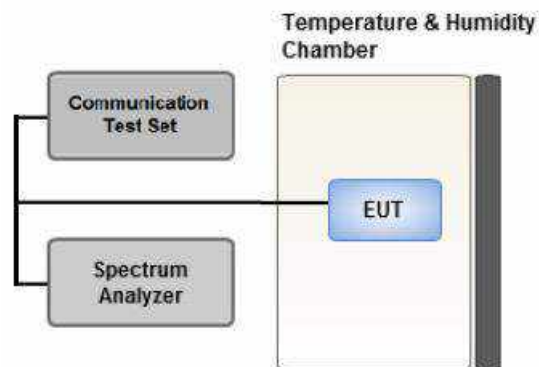 Temperature & Humidity
Chamber
Communication
Test Set
EUT
Spectrum
Analyzer